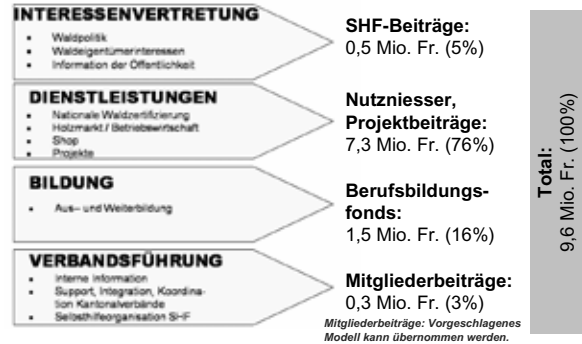 INTERESSENVERTRETUNG
• Waldpolitik
• Waldeigentümerinteressen
• Information der Öffentlichkeit
SHF-Beiträge:
0,5 Mio. Fr. (5%)
DIENSTLEISTUNGEN
• Nationale Waldzertifizierung
• Holzmarkt / Betriebswirtschaft
• Shop
• Projekte
Nutzniesser,
Projektbeiträge:
7,3 Mio. Fr. (76%)
BILDUNG
• Aus– und Weiterbildung
Berufsbildungs-
fonds:
1,5 Mio. Fr. (16%)
VERBANDSFÜHRUNG
• Interne Information
• Support, Integration, Koordina-
tion Kantonalverbände
• Selbsthilfeorganisation SHF
Mitgliederbeiträge:
0,3 Mio. Fr. (3%)
Mitgliederbeiträge: Vorgeschlagenes
Modell kann übernommen werden.
Total:
9,6 Mio. Fr. (100%)